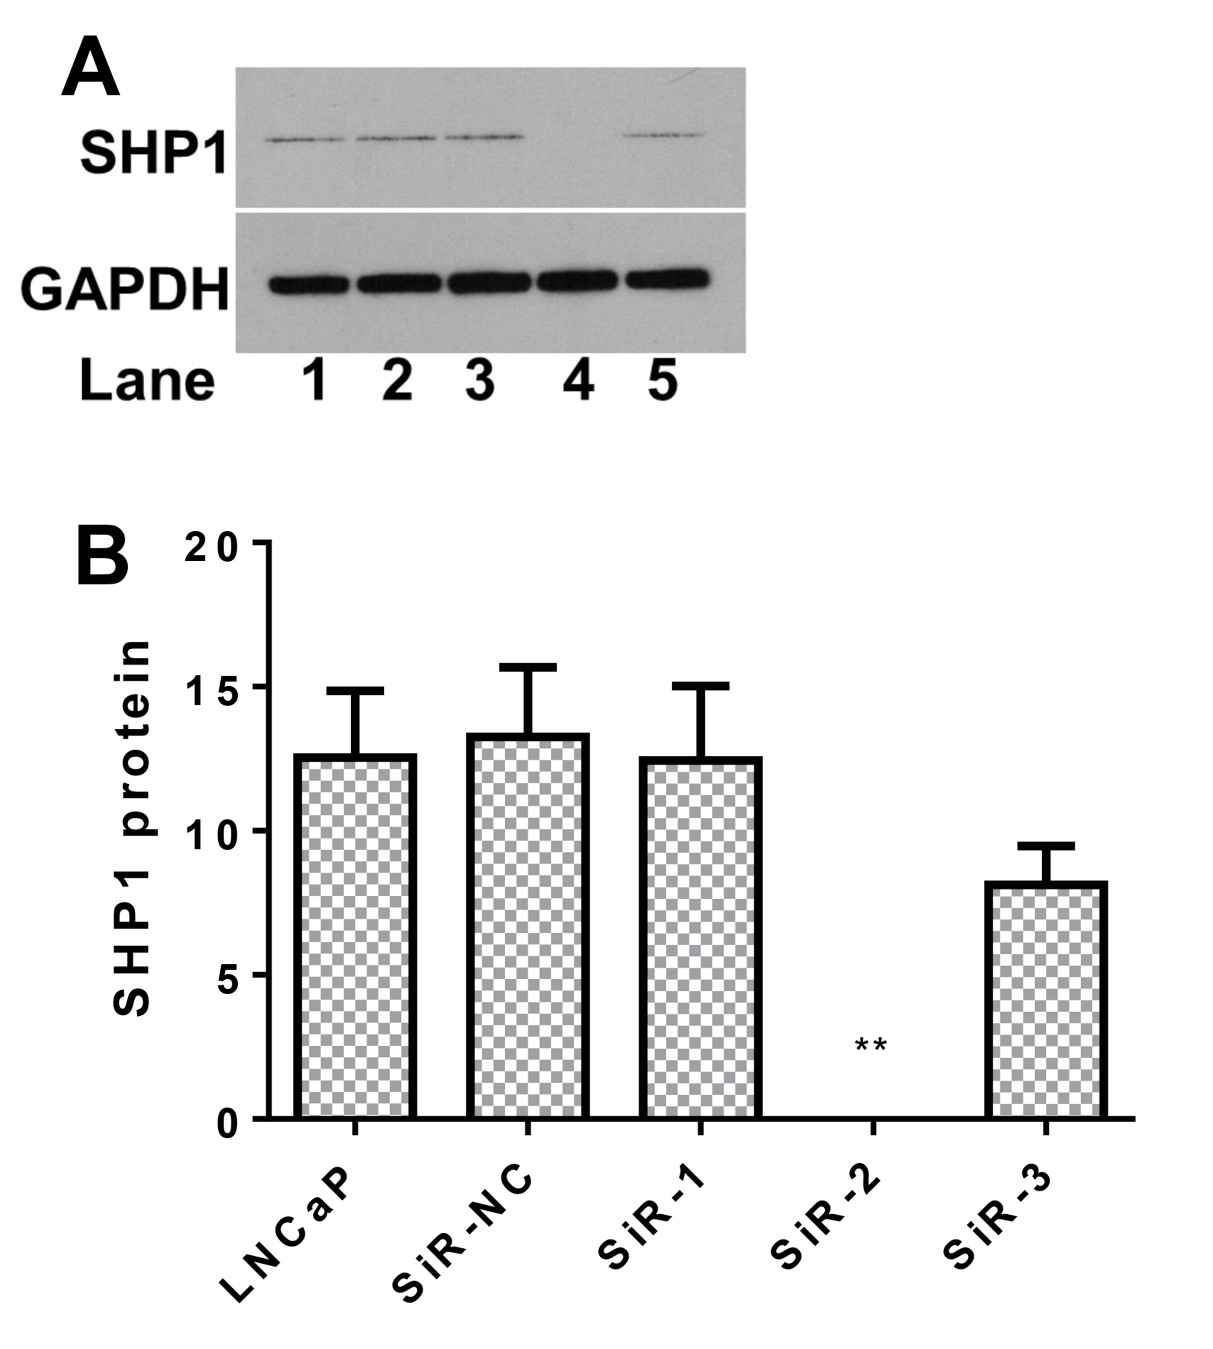 A
SHP1
GAPDH
Lane 1 2 3 4 5
B
SHP1 protein
20
15
10
5
0
**
LNCaP
SiR-NC
SiR-1
SiR-2
SiR-3